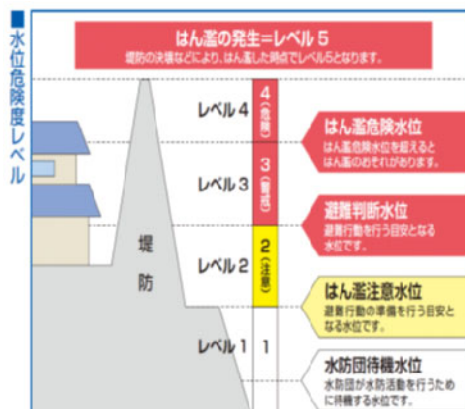 ■水位危険度レベル
はん濫の発生=レベル5
堤防の決壊などにより、はん濫した時点でレベル5となります。
レベル4
4(危険)
はん濫危険水位
はん濫危険水位を超えると
はん濫のおそれがあります。
レベル3
3(警戒)
避難判断水位
避難行動を行う目安となる
水位です。
堤防
レベル2
2(注意)
はん濫注意水位
避難行動の準備を行う目安と
なる水位です。
レベル1
1
水防団待機水位
水防団が水防活動を行うため
に待機する水位です。